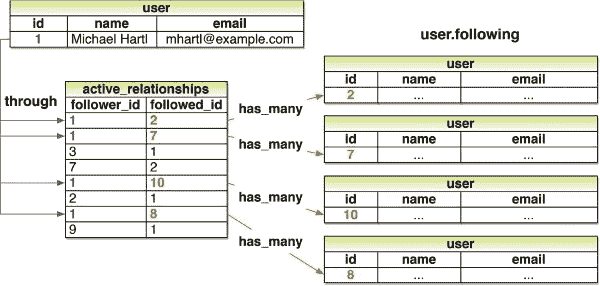 user
id name email
1 Michael Hartl mhartl@example.com
user.following
through
active_relationships
follower_id followed_id
1 2
1 7
3 1
7 2
1 10
2 1
1 8
9 1
has_many
has_many
has_many
has_many
user
id name email
2 ... ...
user
id name email
7 ... ...
user
id name email
10 ... ...
user
id name email
8 ... ...